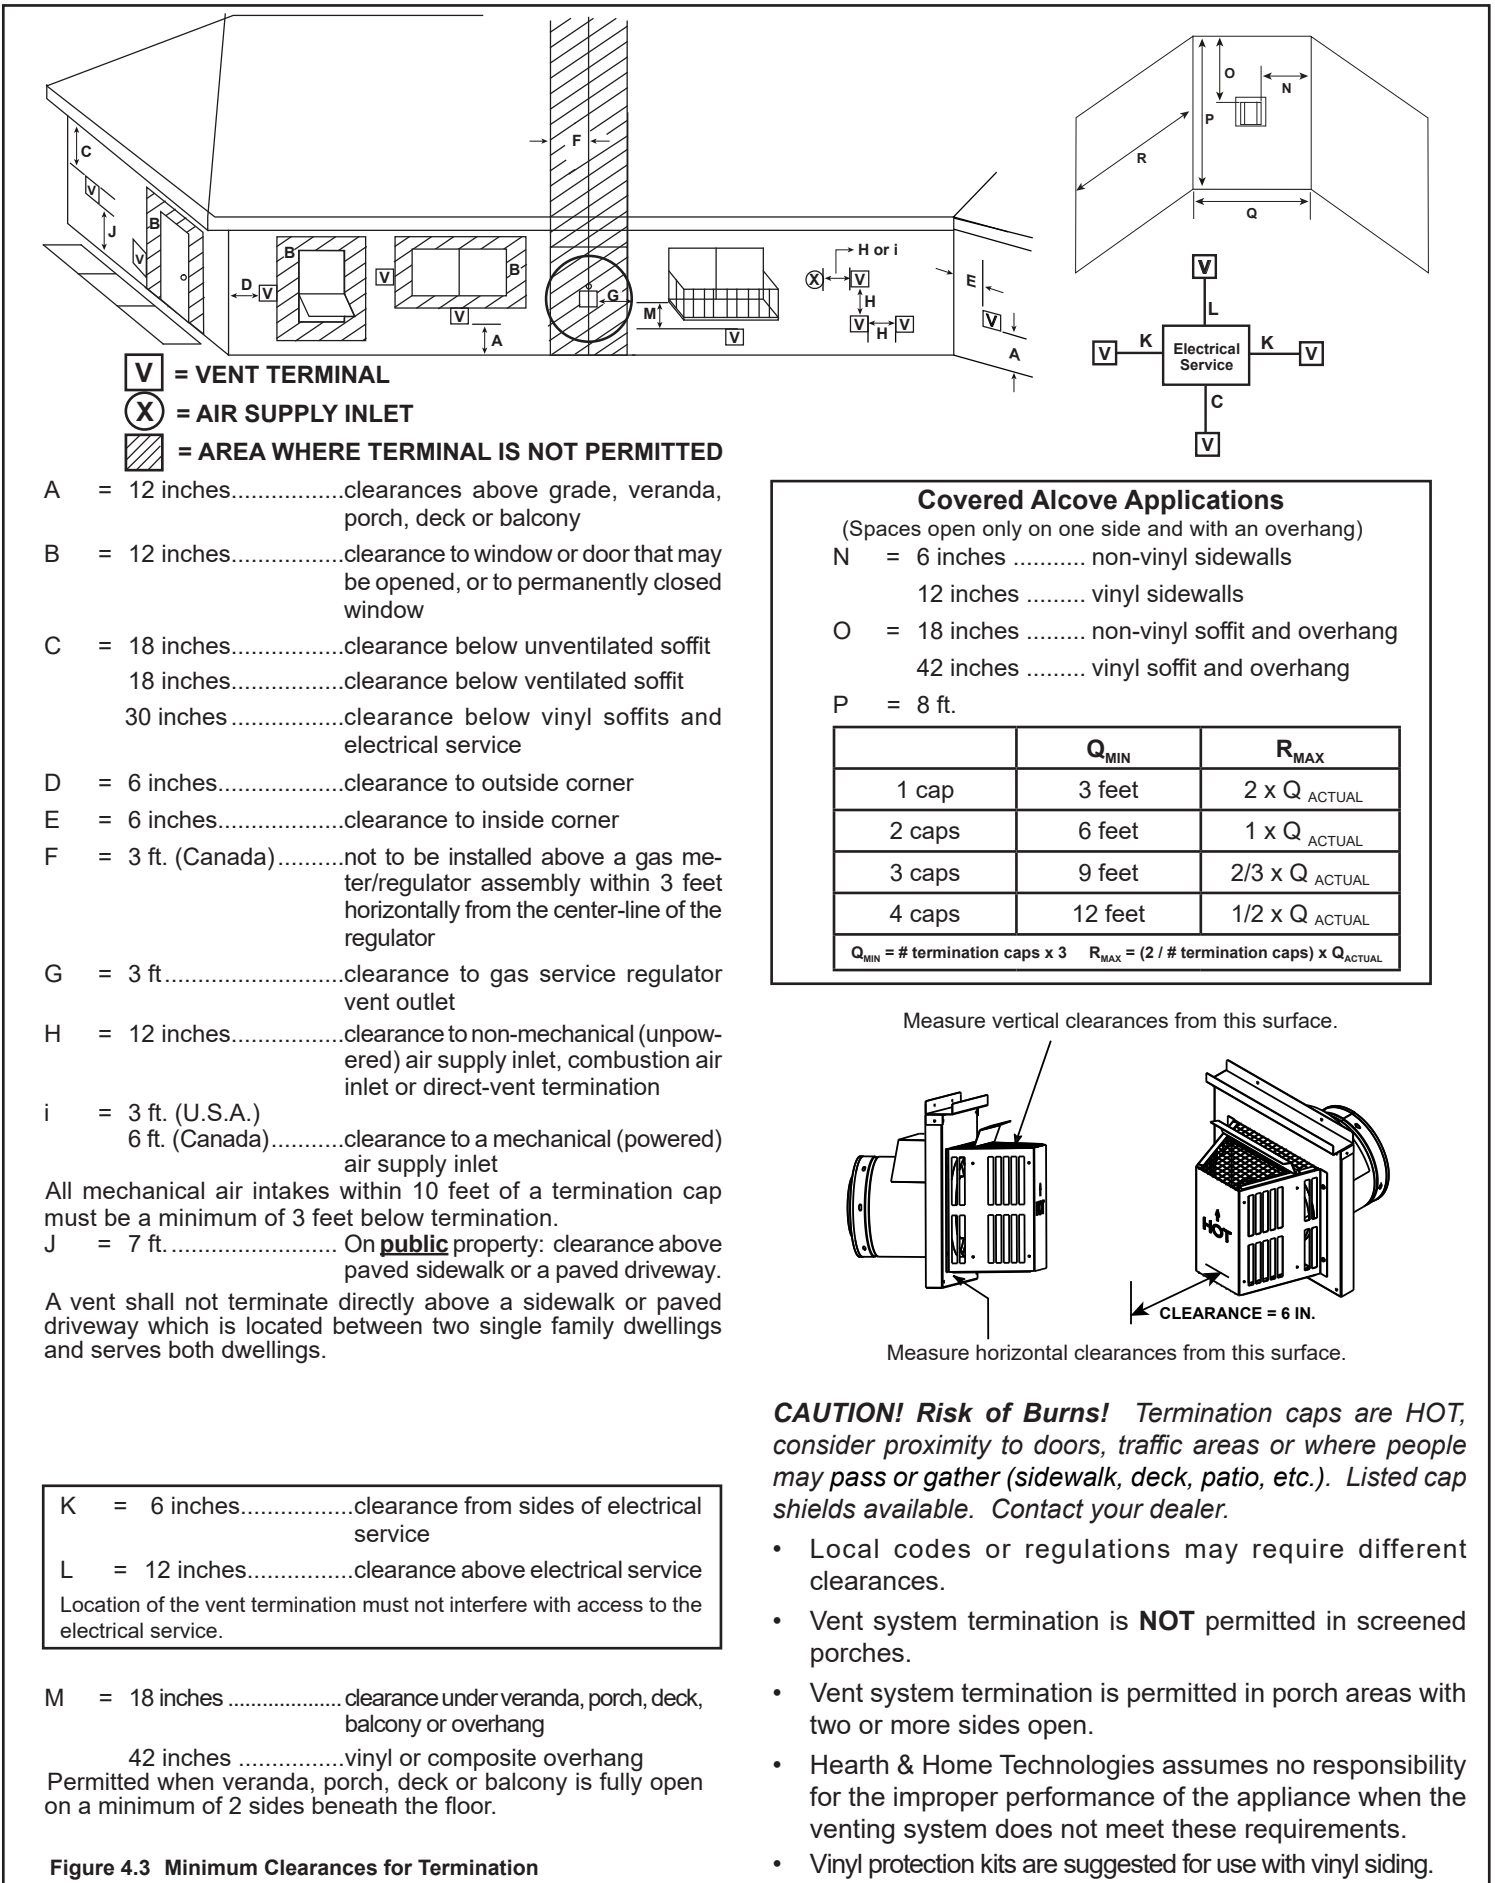 C
V
J
B
V
D
V
B
V
B
V
A
F
G
M
V
H or i
X
V
H
V
H
V
E
V
A
O
N
P
R
Q
V
L
V
K
Electrical
Service
K
V
C
V
V = VENT TERMINAL
X = AIR SUPPLY INLET
= AREA WHERE TERMINAL IS NOT PERMITTED
A = 12 inches.................clearances above grade, veranda,
porch, deck or balcony
B = 12 inches.................clearance to window or door that may
be opened, or to permanently closed
window
C = 18 inches.................clearance below unventilated soffit
18 inches.................clearance below ventilated soffit
30 inches .................clearance below vinyl soffits and
electrical service
D = 6 inches...................clearance to outside corner
E = 6 inches...................clearance to inside corner
F = 3 ft. (Canada)..........not to be installed above a gas me-
ter/regulator assembly within 3 feet
horizontally from the center-line of the
regulator
G = 3 ft...........................clearance to gas service regulator
vent outlet
H = 12 inches.................clearance to non-mechanical (unpow-
ered) air supply inlet, combustion air
inlet or direct-vent termination
i = 3 ft. (U.S.A.)
6 ft. (Canada)...........clearance to a mechanical (powered)
air supply inlet
All mechanical air intakes within 10 feet of a termination cap
must be a minimum of 3 feet below termination.
J = 7 ft. ......................... On public property: clearance above
paved sidewalk or a paved driveway.
A vent shall not terminate directly above a sidewalk or paved
driveway which is located between two single family dwellings
and serves both dwellings.
K = 6 inches.................clearance from sides of electrical
service
L = 12 inches................clearance above electrical service
Location of the vent termination must not interfere with access to the
electrical service.
M = 18 inches .................... clearance under veranda, porch, deck,
balcony or overhang
42 inches ................vinyl or composite overhang
Permitted when veranda, porch, deck or balcony is fully open
on a minimum of 2 sides beneath the floor.
Figure 4.3 Minimum Clearances for Termination
Covered Alcove Applications
(Spaces open only on one side and with an overhang)
N = 6 inches ........... non-vinyl sidewalls
12 inches ......... vinyl sidewalls
O = 18 inches ......... non-vinyl soffit and overhang
42 inches ......... vinyl soffit and overhang
P = 8 ft.
QMIN RMAX
1 cap 3 feet 2 x Q ACTUAL
2 caps 6 feet 1 x Q ACTUAL
3 caps 9 feet 2/3 x Q ACTUAL
4 caps 12 feet 1/2 x Q ACTUAL
QMIN = # termination caps x 3 RMAX = (2 / # termination caps) x QACTUAL
Measure vertical clearances from this surface.
HOT
CLEARANCE = 6 IN.
Measure horizontal clearances from this surface.
CAUTION! Risk of Burns! Termination caps are HOT,
consider proximity to doors, traffic areas or where people
may pass or gather (sidewalk, deck, patio, etc.). Listed cap
shields available. Contact your dealer.
• Local codes or regulations may require different
clearances.
• Vent system termination is NOT permitted in screened
porches.
• Vent system termination is permitted in porch areas with
two or more sides open.
• Hearth & Home Technologies assumes no responsibility
for the improper performance of the appliance when the
venting system does not meet these requirements.
• Vinyl protection kits are suggested for use with vinyl siding.